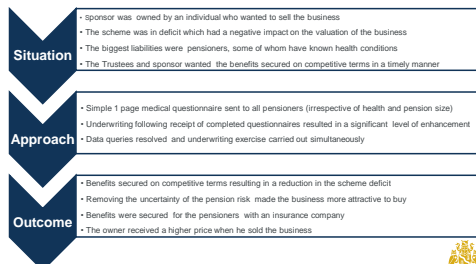 Situation
• Sponsor was owned by an individual who wanted to sell the business
• The scheme was in deficit which had a negative impact on the valuation of the business
• The biggest liabilities were pensioners, some of whom have known health conditions
• The Trustees and sponsor wanted the benefits secured on competitive terms in a timely manner
Approach
• Simple 1 page medical questionnaire sent to all pensioners (irrespective of health and pension size)
• Underwriting following receipt of completed questionnaires resulted in a significant level of enhancement
• Data queries resolved and underwriting exercise carried out simultaneously
Outcome
• Benefits secured on competitive terms resulting in a reduction in the scheme deficit
• Removing the uncertainty of the pension risk made the business more attractive to buy
• Benefits were secured for the pensioners with an insurance company
• The owner received a higher price when he sold the business